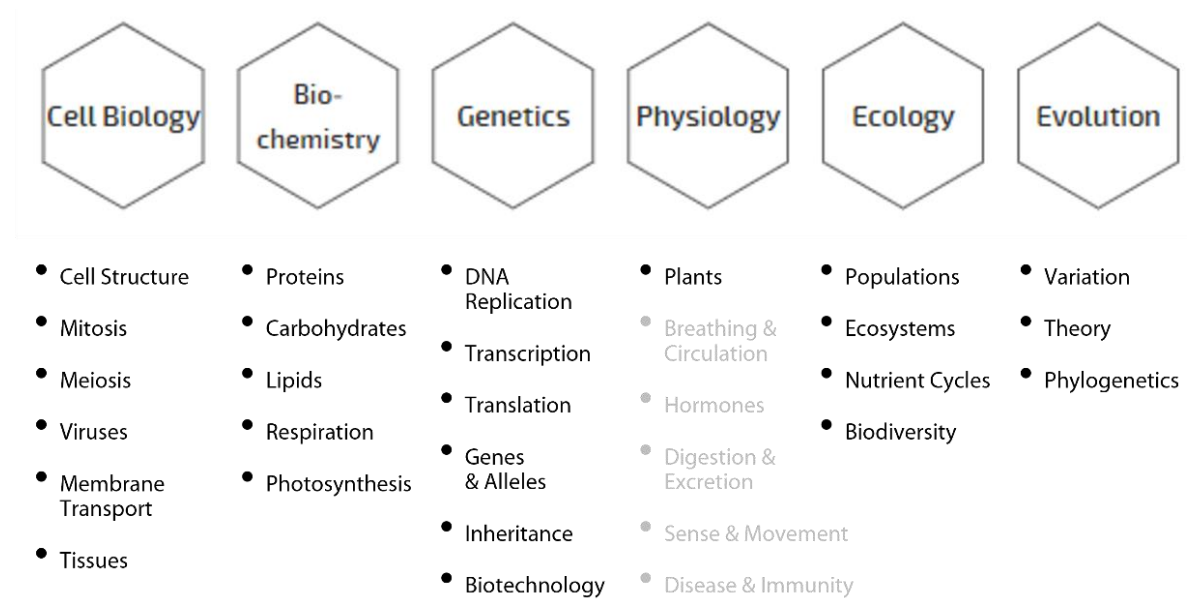 Cell Biology
Bio-
chemistry
Genetics
Physiology
Ecology
Evolution
• Cell Structure
• Mitosis
• Meiosis
• Viruses
• Membrane
Transport
• Tissues
• Proteins
• Carbohydrates
• Lipids
• Respiration
• Photosynthesis
• DNA
Replication
• Transcription
• Translation
• Genes
& Alleles
• Inheritance
• Biotechnology
• Plants
• Breathing &
Circulation
• Hormones
• Digestion &
Excretion
• Sense & Movement
• Disease & Immunity
• Populations
• Ecosystems
• Nutrient Cycles
• Biodiversity
• Variation
• Theory
• Phylogenetics